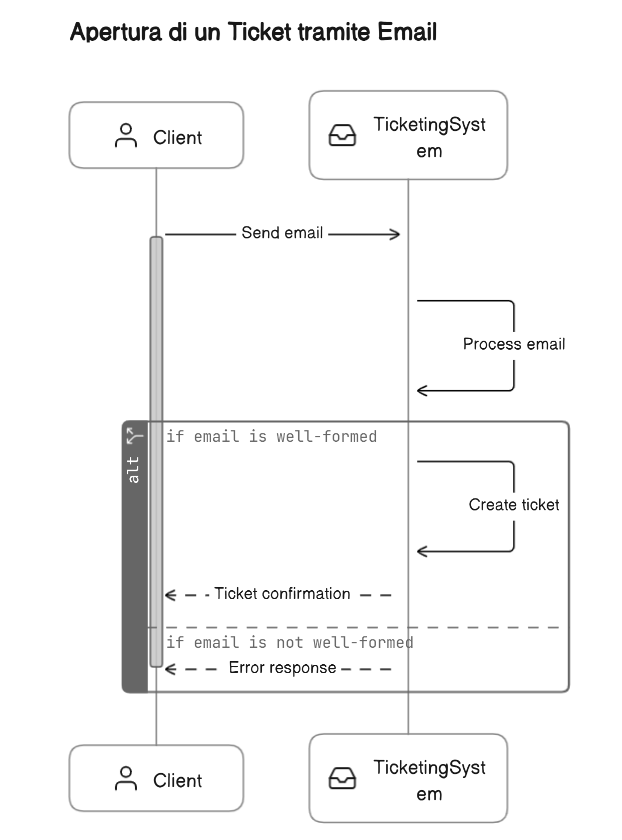 Apertura di un Ticket tramite Email
Client
TicketingSyst
em
Send email
Process email
alt
if email is well-formed
Create ticket
Ticket confirmation
if email is not well-formed
Error response
Client
TicketingSyst
em